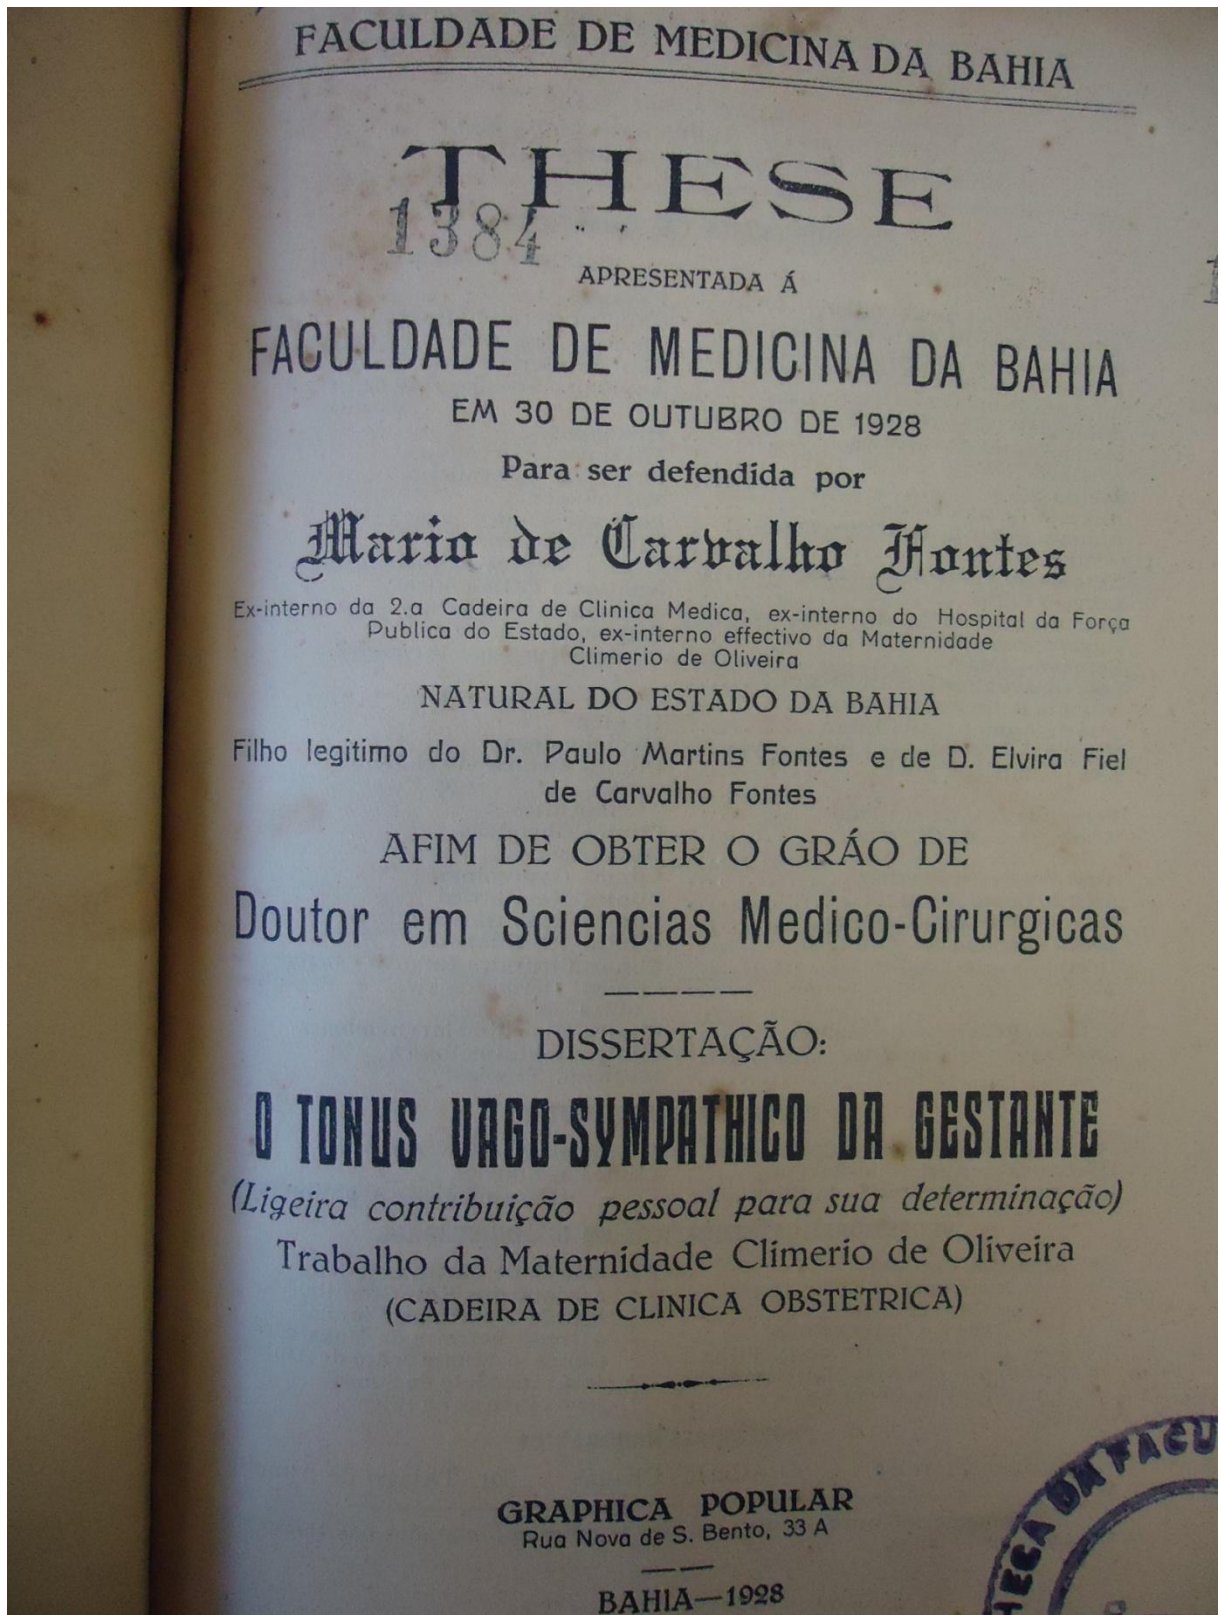 FACULDADE DE MEDICINA DA BAHIA
THESE
1384
APRESENTADA Á
FACULDADE DE MEDICINA DA BAHIA
EM 30 DE OUTUBRO DE 1928
Para ser defendida por
Mario de Carvalho Fontes
Ex-interno da 2.a Cadeira de Clinica Medica, ex-interno do Hospital da Força
Publica do Estado, ex-interno effectivo da Maternidade
Climerio de Oliveira
NATURAL DO ESTADO DA BAHIA
Filho legitimo do Dr. Paulo Martins Fontes e de D. Elvira Fiel
de Carvalho Fontes
AFIM DE OBTER O GRÁO DE
Doutor em Sciencias Medico-Cirurgicas
DISSERTAÇÃO:
O TONUS VAGO-SYMPATHICO DA GESTANTE
(Ligeira contribuição pessoal para sua determinação)
Trabalho da Maternidade Climerio de Oliveira
(CADEIRA DE CLINICA OBSTETRICA)
GRAPHICA POPULAR
Rua Nova de S. Bento, 33 A
BAHIA—1928
HECA DA FACU